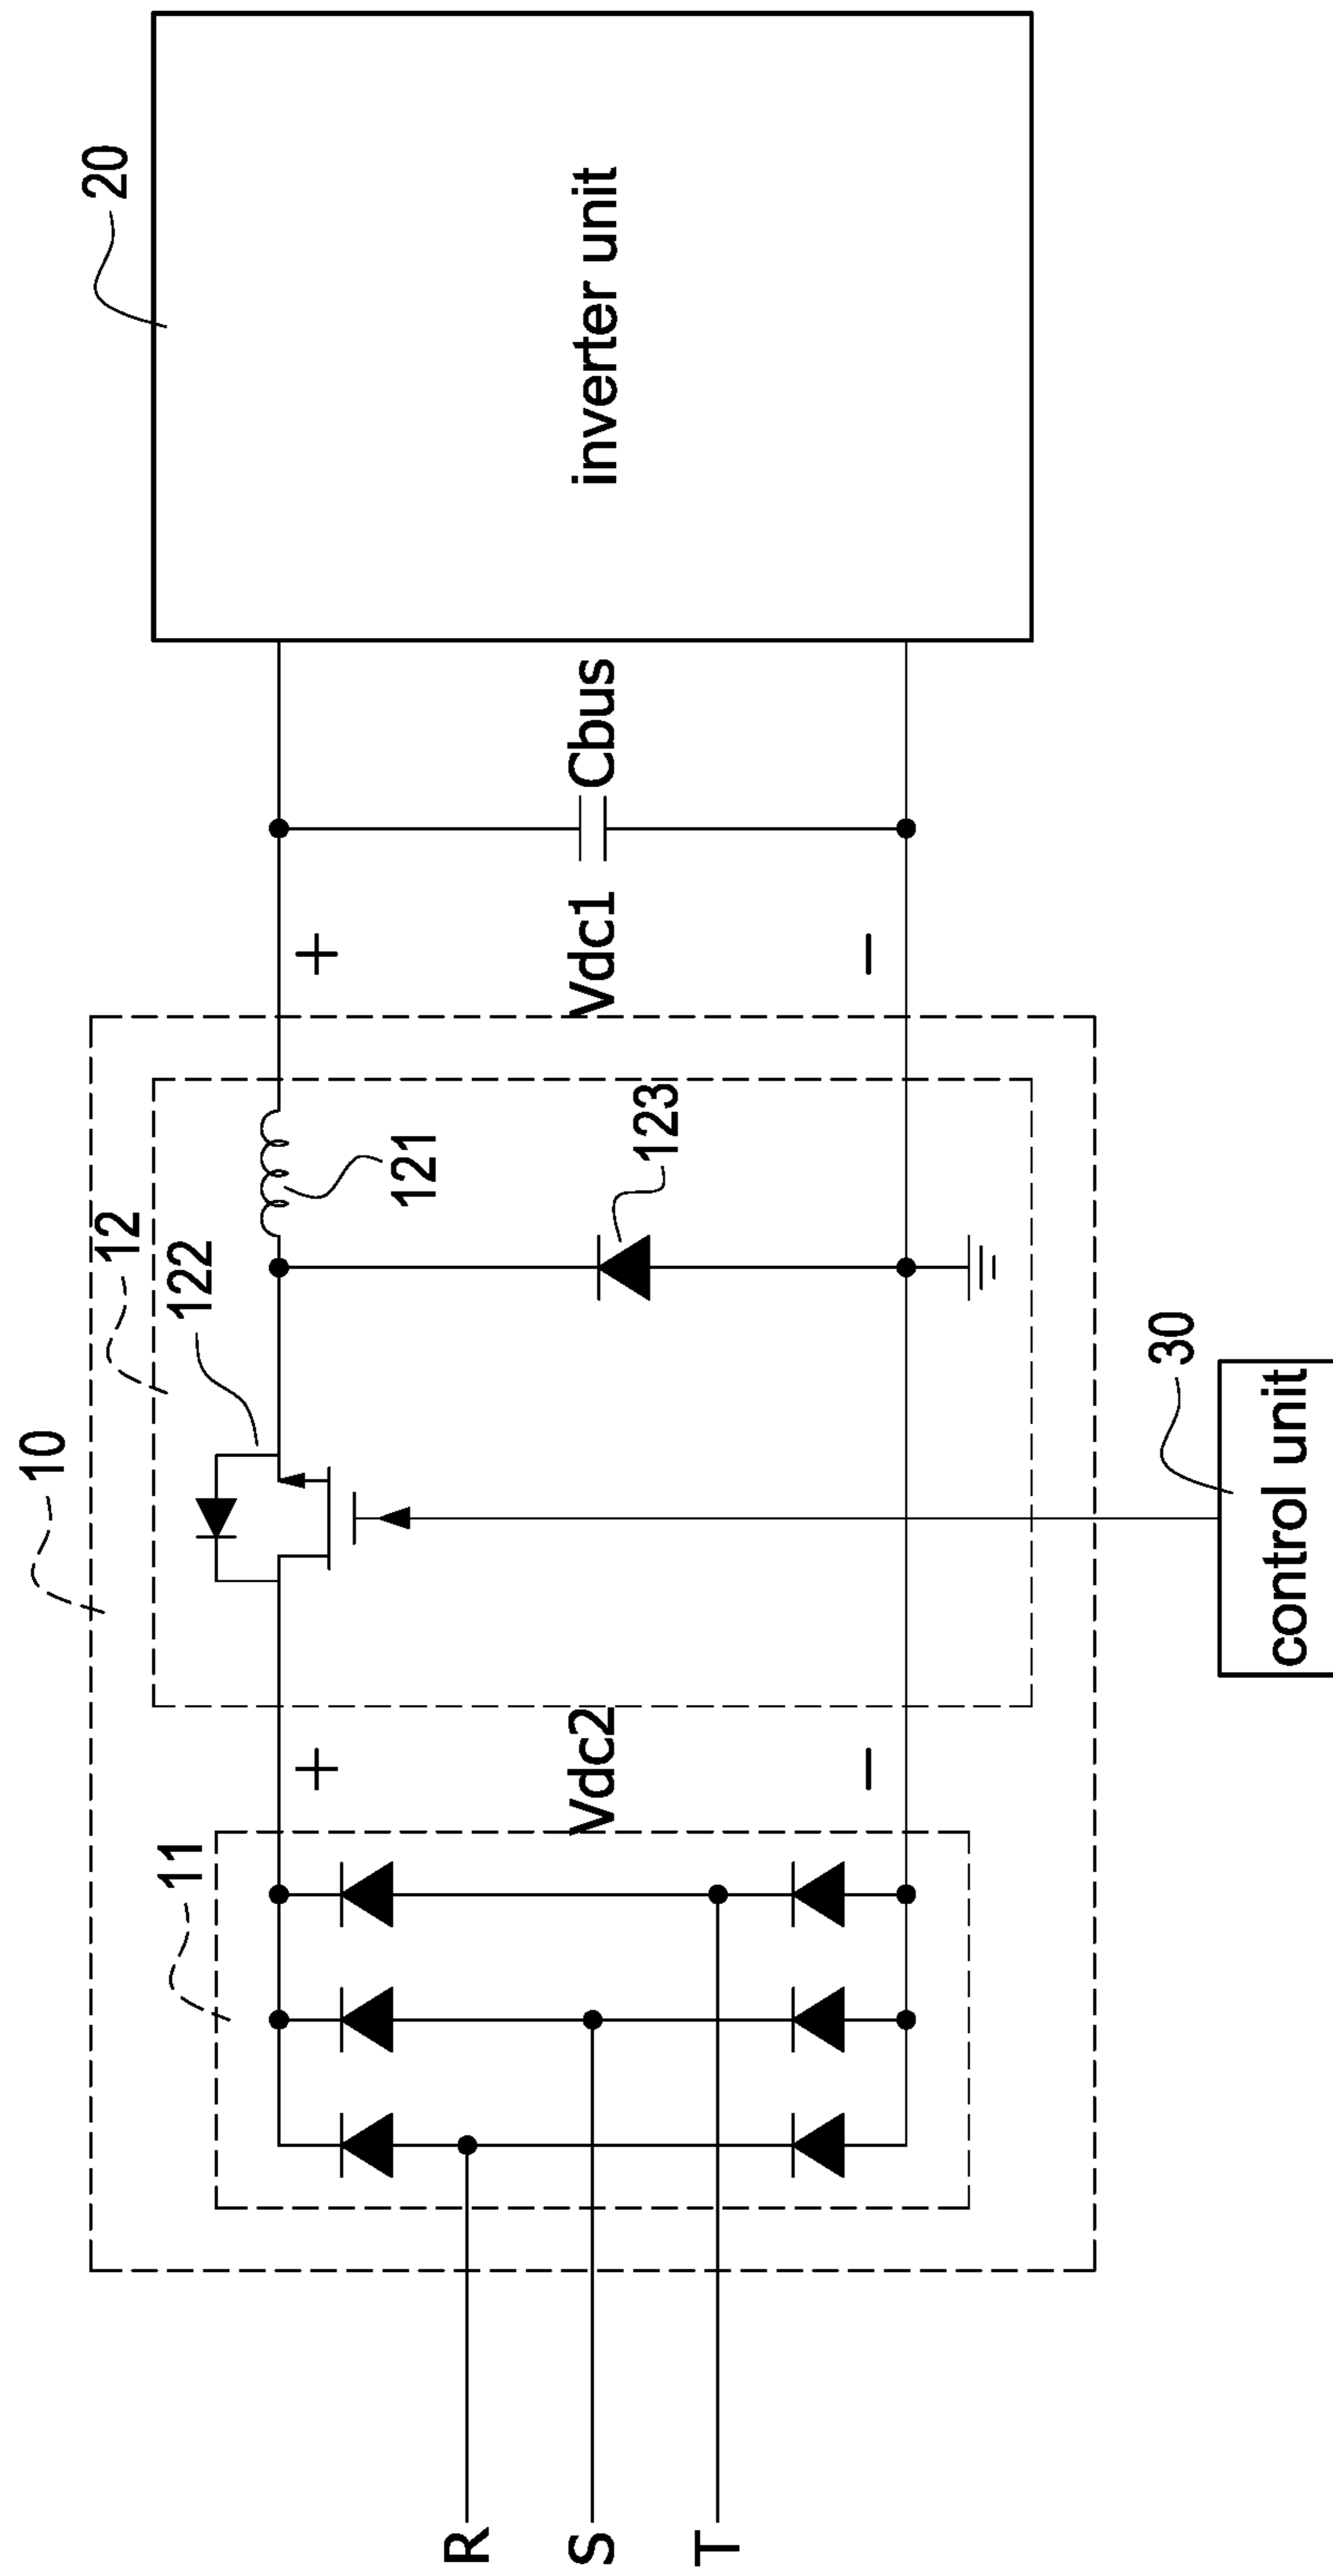 10
12
122
11
121
123
R
S
T
+
Vdc2
−
+
Vdc1
−
Cbus
20
inverter unit
30
control unit